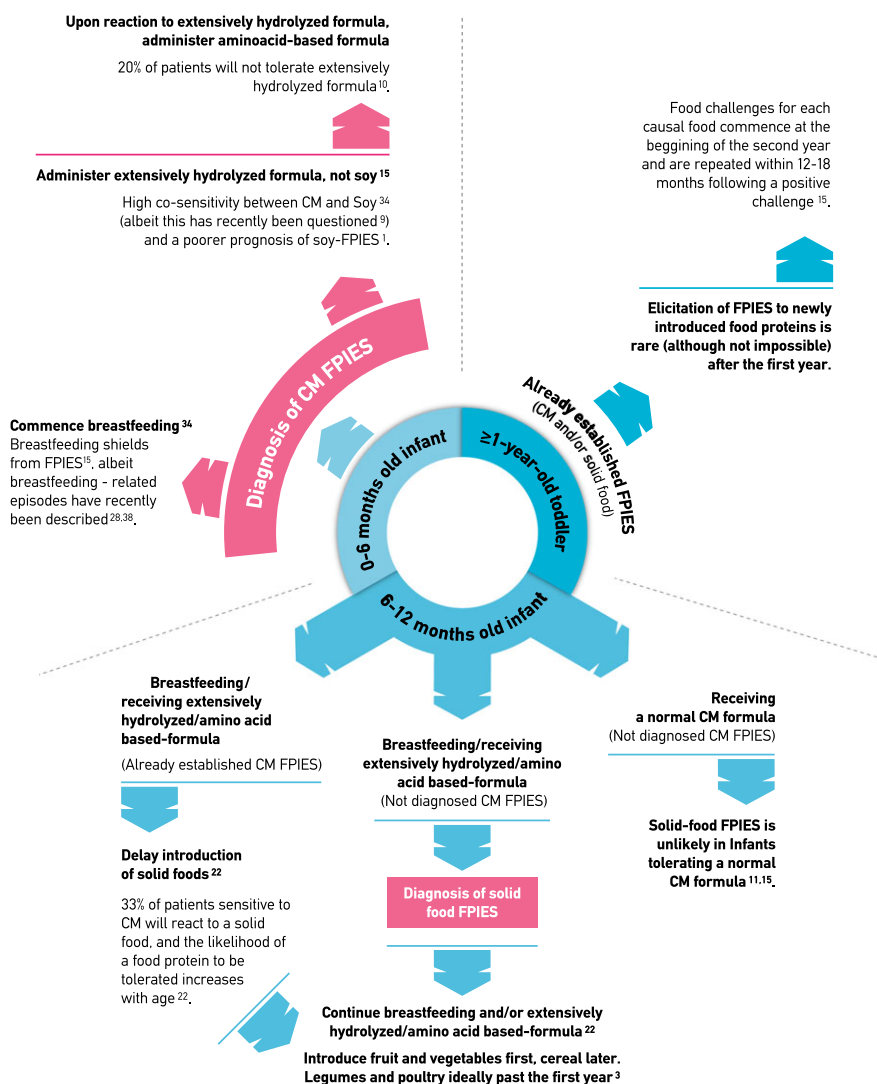 Upon reaction to extensively hydrolyzed formula,
administer aminoacid-based formula
20% of patients will not tolerate extensively
hydrolyzed formula 10.
Administer extensively hydrolyzed formula, not soy 15
High co-sensitivity between CM and Soy 34
(albeit this has recently been questioned 9)
and a poorer prognosis of soy-FPIES 1.
Food challenges for each
causal food commence at the
beggining of the second year
and are repeated within 12-18
months following a positive
challenge 15.
Elicitation of FPIES to newly
introduced food proteins is
rare (although not impossible)
after the first year.
Diagnosis of CM FPIES
Commence breastfeeding 34
Breastfeeding shields
from FPIES15, albeit
breastfeeding - related
episodes have recently
been described28,38.
0-6 months old infant
≥1-year-old toddler
Already established FPIES
(CM and/or solid food)
6-12 months old infant
Breastfeeding/
receiving extensively
hydrolyzed/amino acid
based-formula
(Already established CM FPIES)
Delay introduction
of solid foods 22
33% of patients sensitive to
CM will react to a solid
food, and the likelihood of
a food protein to be
tolerated increases
with age 22.
Breastfeeding/receiving
extensively hydrolyzed/amino
acid based-formula
(Not diagnosed CM FPIES)
Diagnosis of solid
food FPIES
Continue breastfeeding and/or extensively
hydrolyzed/amino acid based-formula 22
Introduce fruit and vegetables first, cereal later.
Legumes and poultry ideally past the first year 3
Receiving
a normal CM formula
(Not diagnosed CM FPIES)
Solid-food FPIES is
unlikely in Infants
tolerating a normal
CM formula 11,15.